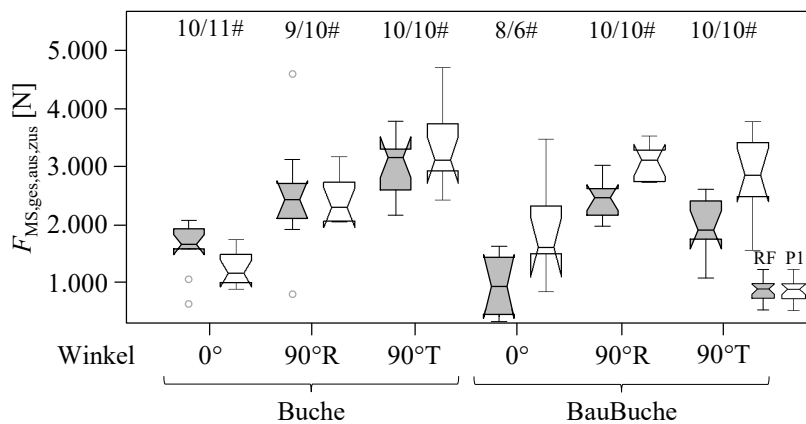 10/11# 9/10# 10/10# 8/6# 10/10# 10/10#
5.000
4.000
3.000
2.000
1.000
F_MS,ges,aus,zus [N]
RF P1
Winkel 0° 90°R 90°T 0° 90°R 90°T
Buche BauBuche